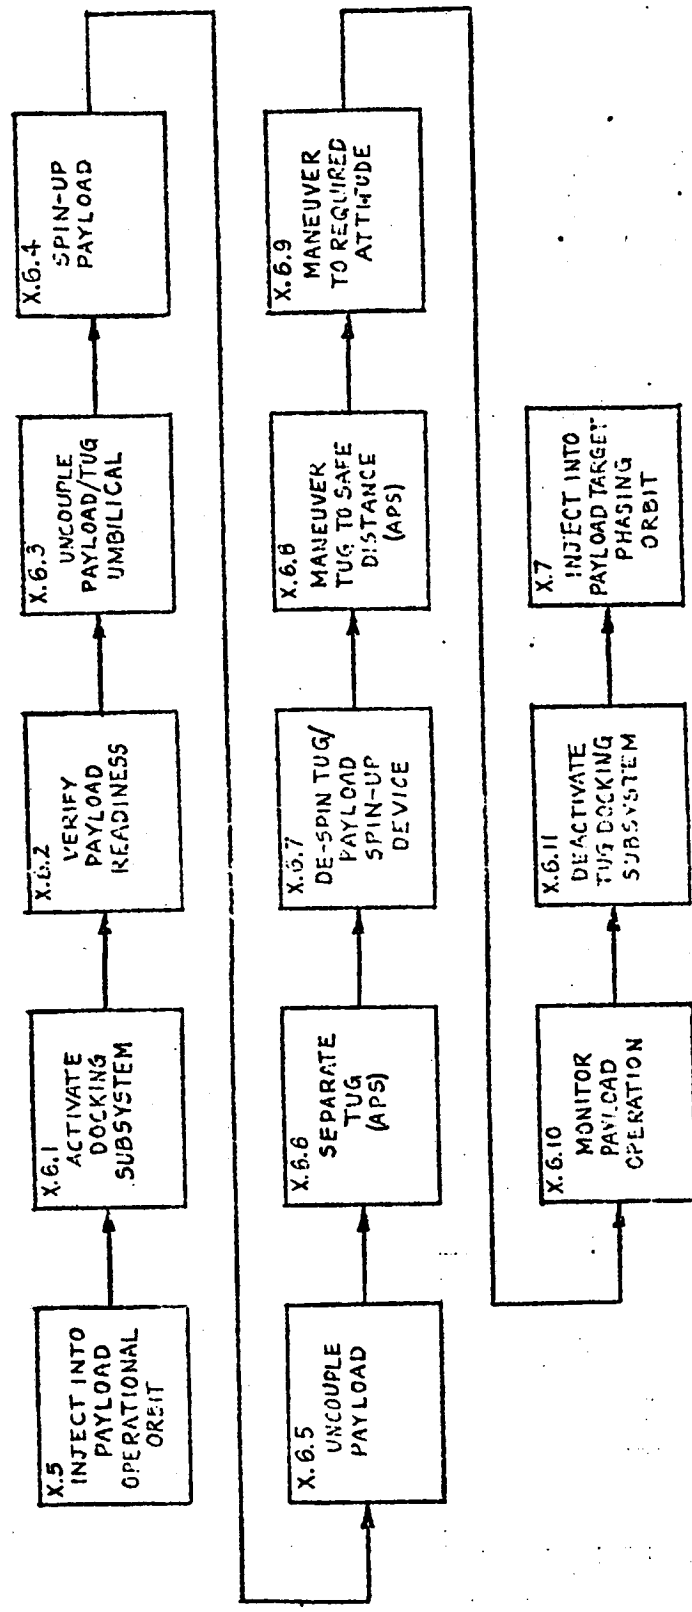 X.5
INJECT INTO
PAYLOAD
OPERATIONAL
ORBIT
X.6.1
ACTIVATE
DOCKING
SUBSYSTEM
X.6.2
VERIFY
PAYLOAD
READINESS
X.6.3
UNCOUPLE
PAYLOAD/TUG
UMBILICAL
X.6.4
SPIN-UP
PAYLOAD
X.6.5
UNCOUPLE
PAYLOAD
X.6.6
SEPARATE
TUG
(APS)
X.6.7
DE-SPIN TUG/
PAYLOAD
SPIN-UP
DEVICE
X.6.8
MANEUVER
TUG TO SAFE
DISTANCE
(APS)
X.6.9
MANEUVER
TO REQUIRED
ATTITUDE
X.6.10
MONITOR
PAYLOAD
OPERATION
X.6.11
DEACTIVATE
TUG DOCKING
SUBSYSTEM
X.7
INJECT INTO
PAYLOAD TARGET
PHASING
ORBIT